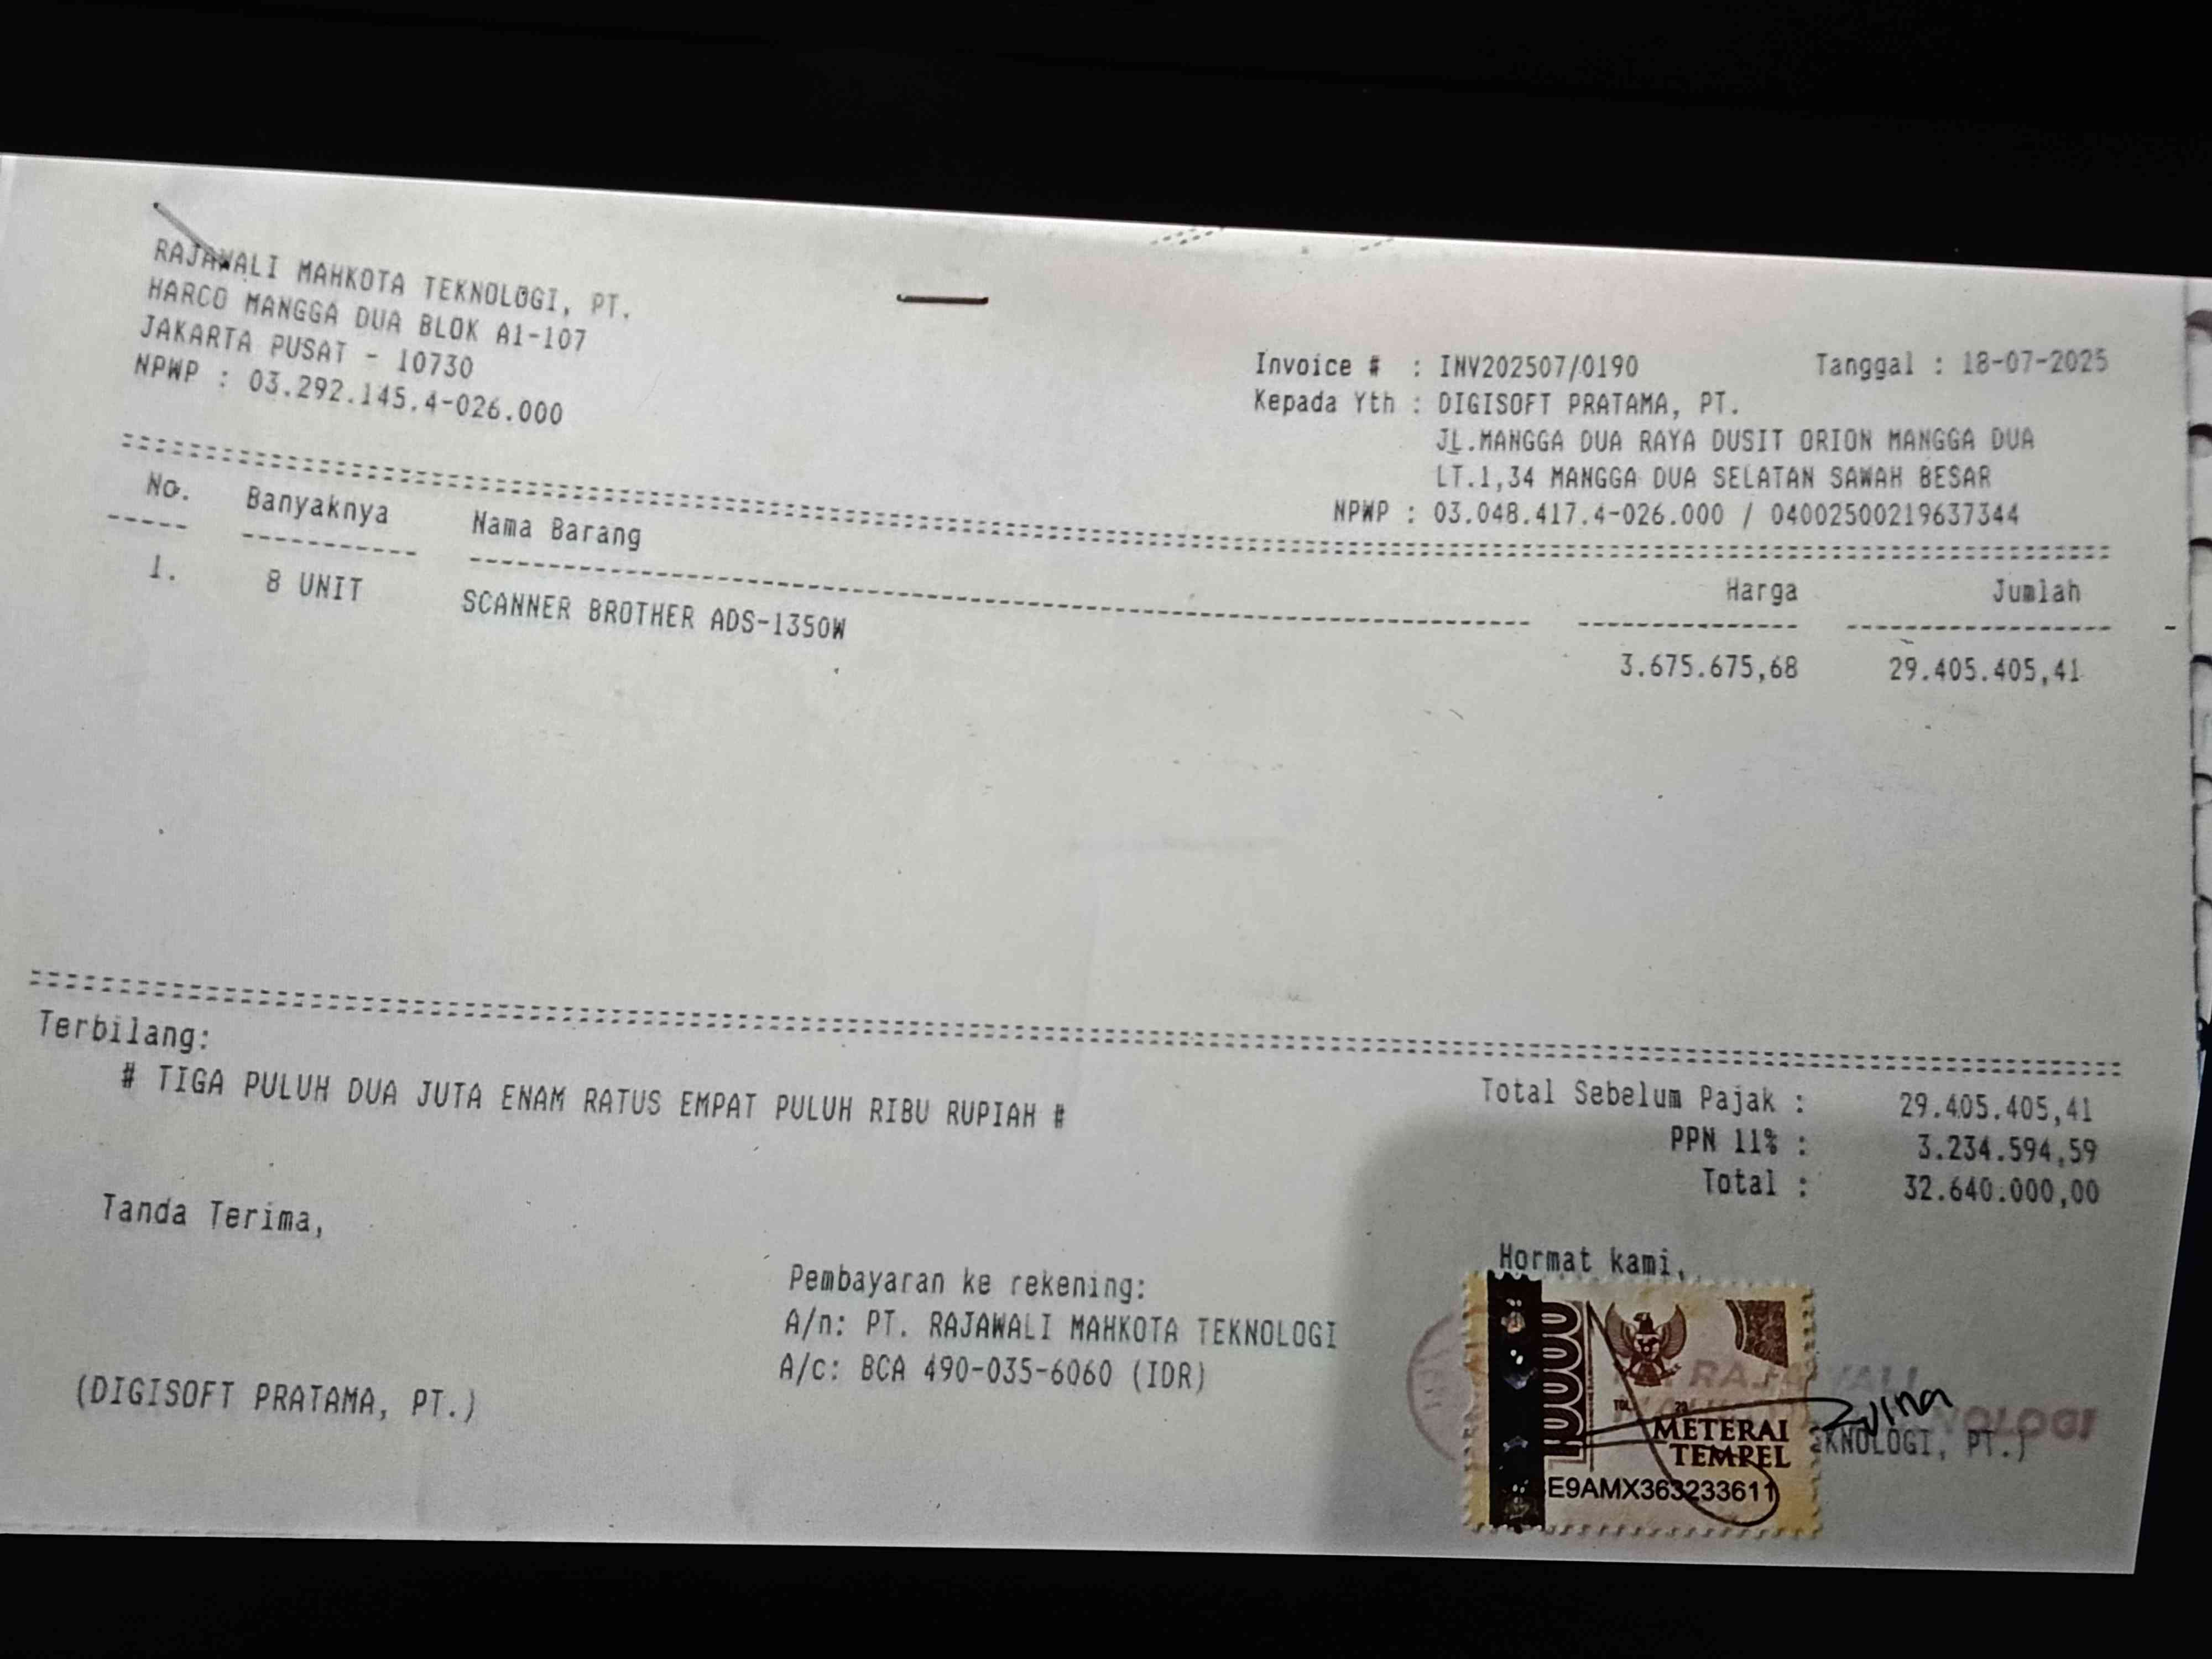 RAJAWALI MAHKOTA TEKNOLOGI, PT.
HARCO MANGGA DUA BLOK A1-107
JAKARTA PUSAT - 10730
NPWP : 03.292.145.4-026.000
Invoice # : INV202507/0190 Tanggal : 18-07-2025
Kepada Yth : DIGISOFT PRATAMA, PT.
JL.MANGGA DUA RAYA DUSIT ORION MANGGA DUA
LT.1,34 MANGGA DUA SELATAN SAWAH BESAR
NPWP : 03.048.417.4-026.000 / 04002500219637344
No. Banyaknya Nama Barang Harga Jumlah
1. 8 UNIT SCANNER BROTHER ADS-1350W 3.675.675,68 29.405.405,41
Terbilang:
# TIGA PULUH DUA JUTA ENAM RATUS EMPAT PULUH RIBU RUPIAH #
Total Sebelum Pajak : 29.405.405,41
PPN 11% : 3.234.594,59
Total : 32.640.000,00
Tanda Terima,
(DIGISOFT PRATAMA, PT.)
Pembayaran ke rekening:
A/n: PT. RAJAWALI MAHKOTA TEKNOLOGI
A/c: BCA 490-035-6060 (IDR)
Hormat kami,
10000
TGL. 20
METERAI
TEMPEL
E9AMX363233611
RAJAWALI
NOLOGI
KNOLOGI, PT.)